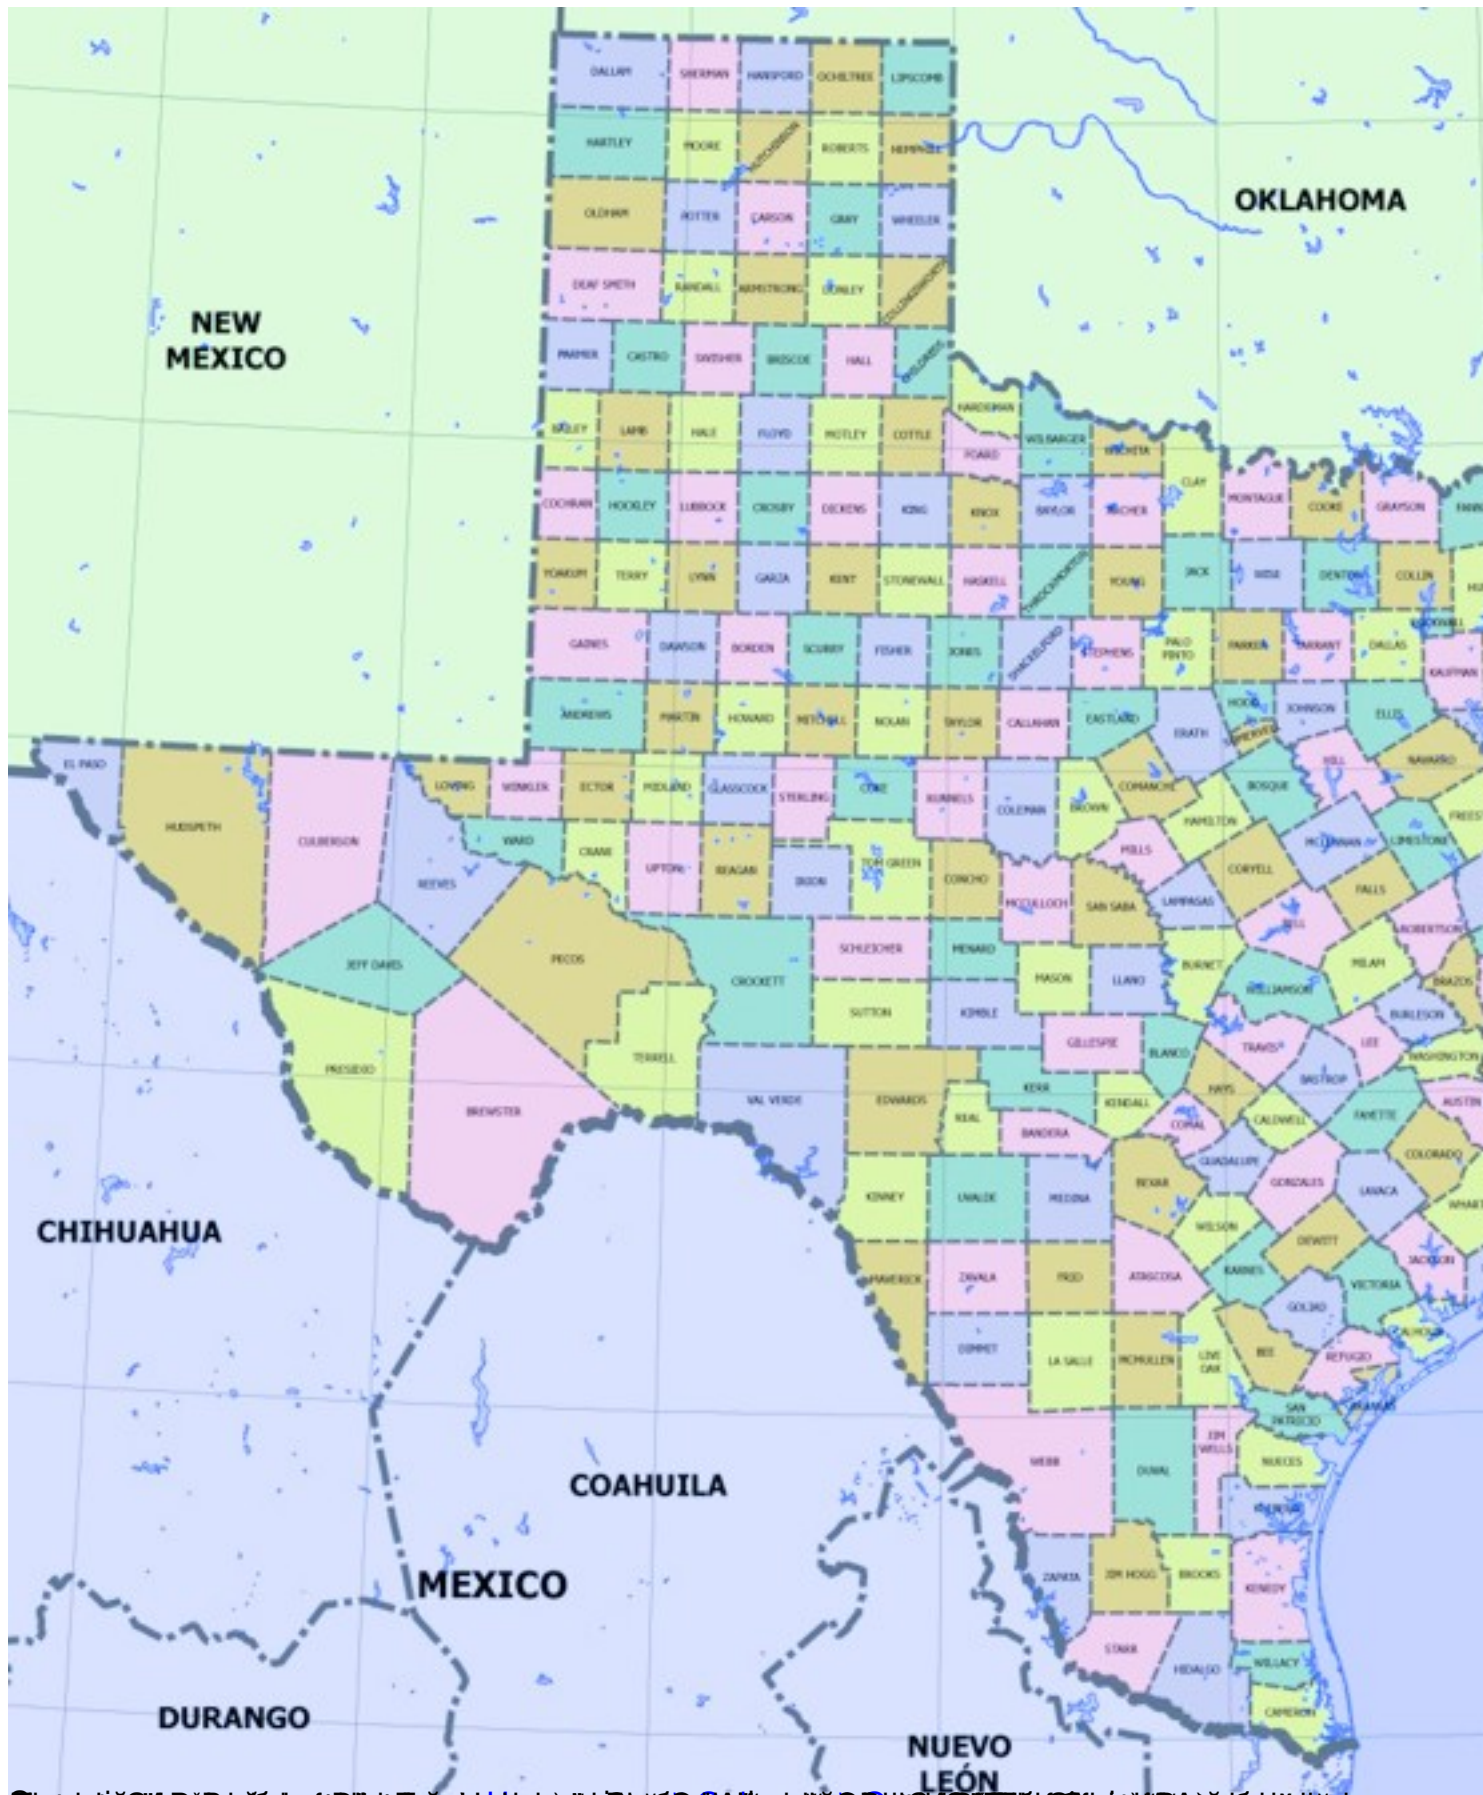 DALLAM SHERMAN HANSFORD OCHILTREE LIPSCOMB
HARTLEY MOORE HUTCHINSON ROBERTS HEMPHILL
OKLAHOMA
OLDHAM POTTER CARSON GRAY WHEELER
DEAF SMITH RANDALL ARMSTRONG DONLEY COLLINGSWORTH
NEW
MEXICO
PARMER CASTRO SWISHER BRISCOE HALL CHILDRESS
HARDEMAN
BAILEY LAMB HALE FLOYD MOTLEY COTTLE WILBARGER WICHITA
FOARD
CLAY
COCHRAN HOCKLEY LUBBOCK CROSBY DICKENS KING KNOX BAYLOR ARCHER MONTAGUE COOKE GRAYSON
YOAKUM TERRY LYNN GARZA KENT STONEWALL HASKELL THROCKMORTON YOUNG JACK WISE DENTON COLLIN
ROCKWALL
GAINES DAWSON BORDEN SCURRY FISHER JONES SHACKELFORD STEPHENS PALO PINTO PARKER TARRANT DALLAS KAUFMAN
ANDREWS MARTIN HOWARD MITCHELL NOLAN TAYLOR CALLAHAN EASTLAND ERATH HOOD SOMERVELL JOHNSON ELLIS
EL PASO LOVING WINKLER ECTOR MIDLAND GLASSCOCK STERLING COKE RUNNELS COLEMAN BROWN COMANCHE BOSQUE HILL NAVARRO
HUDSPETH CULBERSON WARD CRANE HAMILTON MCLENNAN LIMESTONE
REEVES UPTON REAGAN IRION TOM GREEN CONCHO MILLS CORYELL FALLS
MCCULLOCH SAN SABA LAMPASAS BELL ROBERTSON
JEFF DAVIS PECOS CROCKETT SCHLEICHER MENARD MASON LLANO BURNET WILLIAMSON MILAM BRAZOS
SUTTON KIMBLE BURLESON
GILLESPIE BLANCO TRAVIS LEE WASHINGTON
PRESIDIO TERRELL KERR BASTROP
BREWSTER VAL VERDE EDWARDS REAL KENDALL HAYS CALDWELL FAYETTE AUSTIN
BANDERA COMAL COLORADO
KINNEY UVALDE MEDINA BEXAR GUADALUPE GONZALES LAVACA
CHIHUAHUA
WILSON DEWITT JACKSON
MAVERICK ZAVALA FRIO ATASCOSA KARNES VICTORIA
GOLIAD
DIMMIT LA SALLE MCMULLEN LIVE OAK BEE REFUGIO CALHOUN
SAN PATRICIO ARANSAS
WEBB DUVAL JIM WELLS NUECES
COAHUILA
KLEBERG
MEXICO
ZAPATA JIM HOGG BROOKS KENEDY
STARR HIDALGO WILLACY
DURANGO
CAMERON
NUEVO
LEÓN